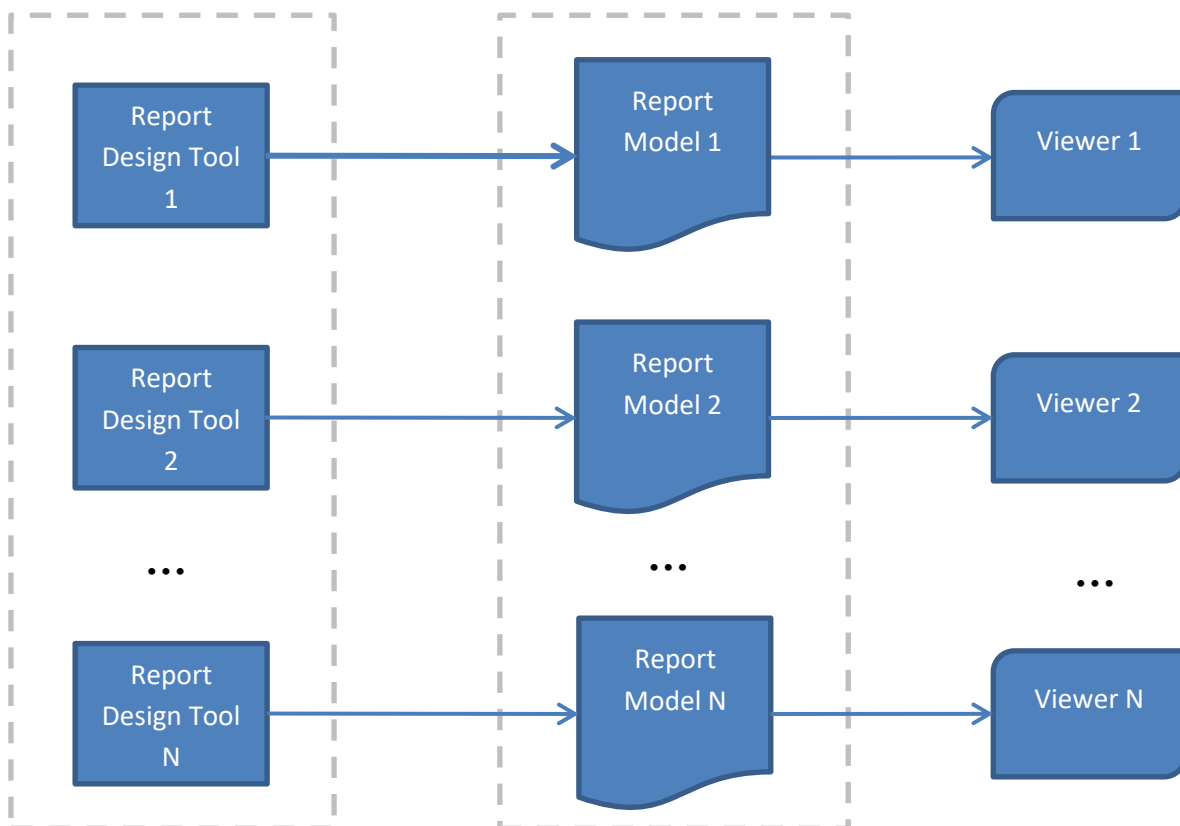 Report
Design Tool
1
Report
Model 1
Viewer 1
Report
Design Tool
2
Report
Model 2
Viewer 2
...
...
...
Report
Design Tool
N
Report
Model N
Viewer N